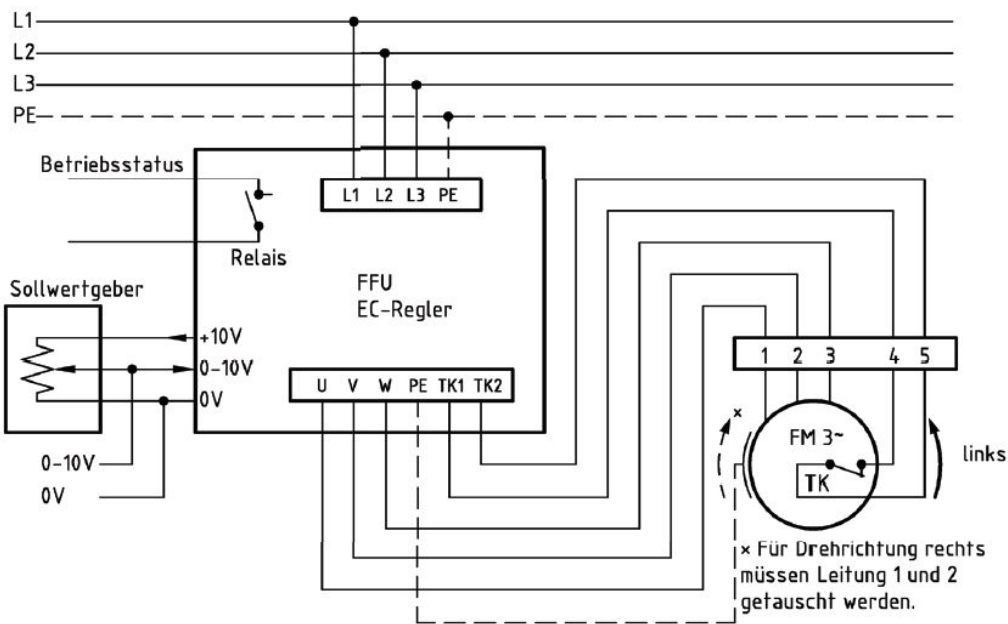 L1
L2
L3
PE
Betriebsstatus
L1 L2 L3 PE
Relais
Sollwertgeber
FFU
EC-Regler
+10V
0-10V
0V
U V W PE TK1 TK2
1 2 3 4 5
×
FM 3~
TK
links
0-10V
0V
× Für Drehrichtung rechts
müssen Leitung 1 und 2
getauscht werden.